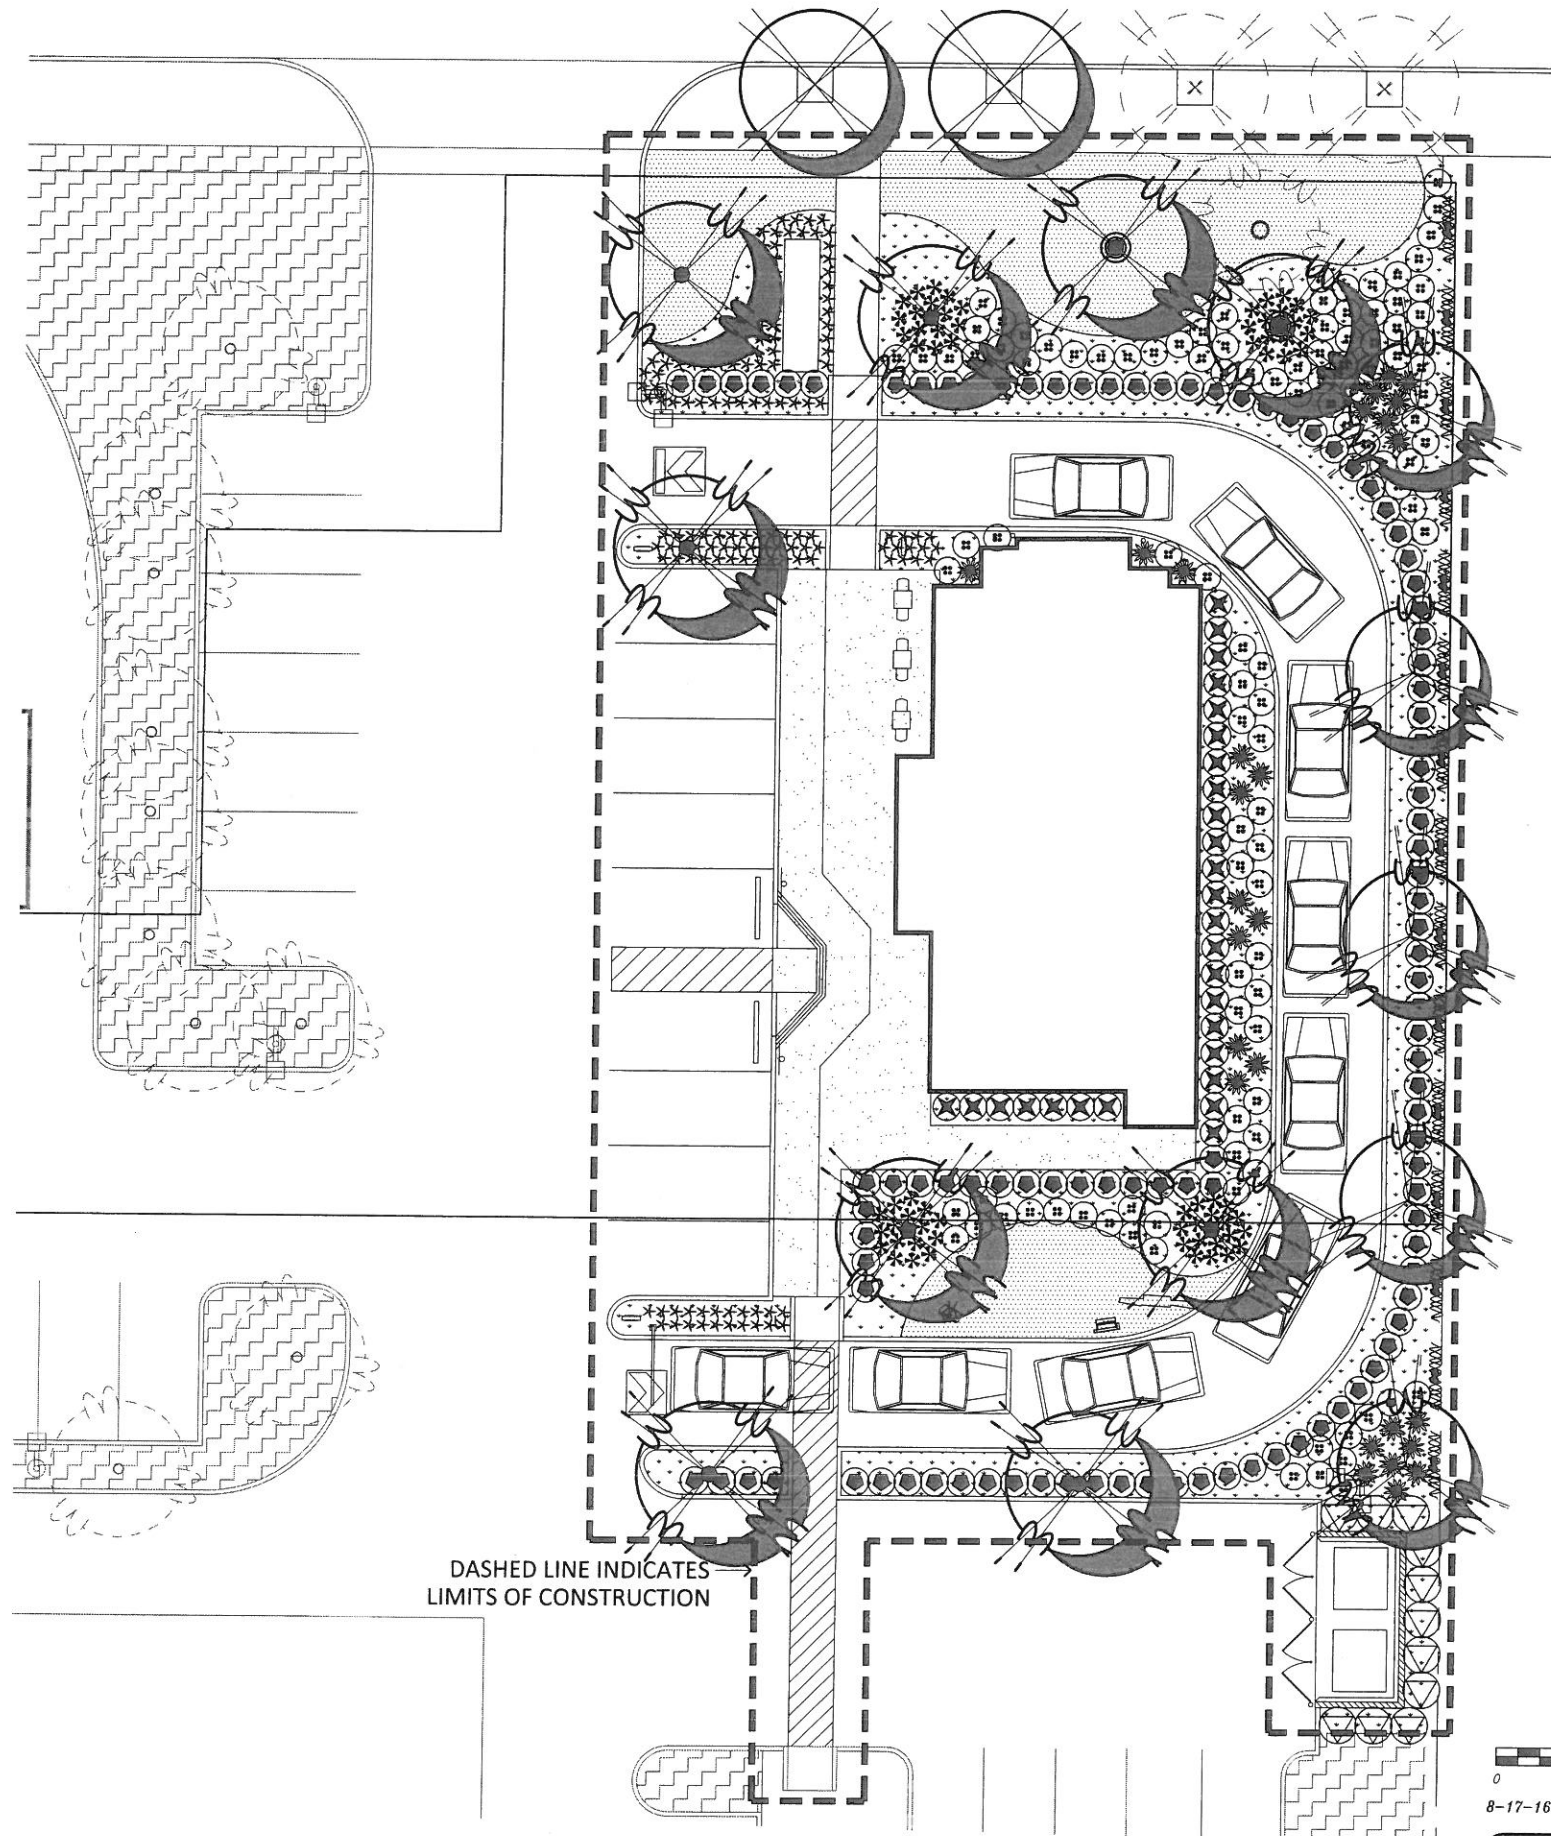 DASHED LINE INDICATES
LIMITS OF CONSTRUCTION
0
8-17-16